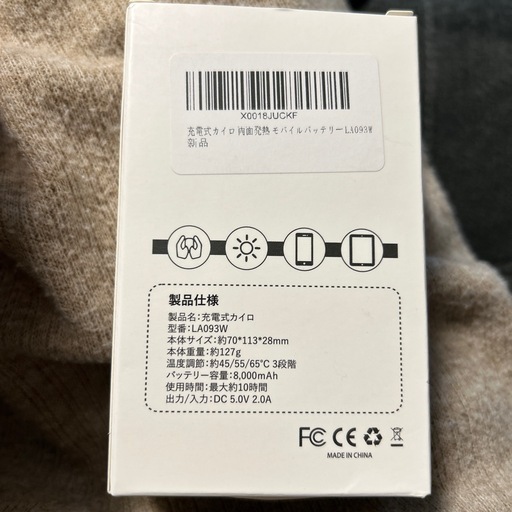 X0018JUCKF
充電式カイロ 両面発熱 モバイルバッテリー LA093W
新品
製品仕様
製品名:充電式カイロ
型番:LA093W
本体サイズ:約70*113*28mm
本体重量:約127g
温度調節:約45/55/65℃ 3段階
バッテリー容量:8,000mAh
使用時間:最大約10時間
出力/入力:DC 5.0V 2.0A
FC CE
MADE IN CHINA